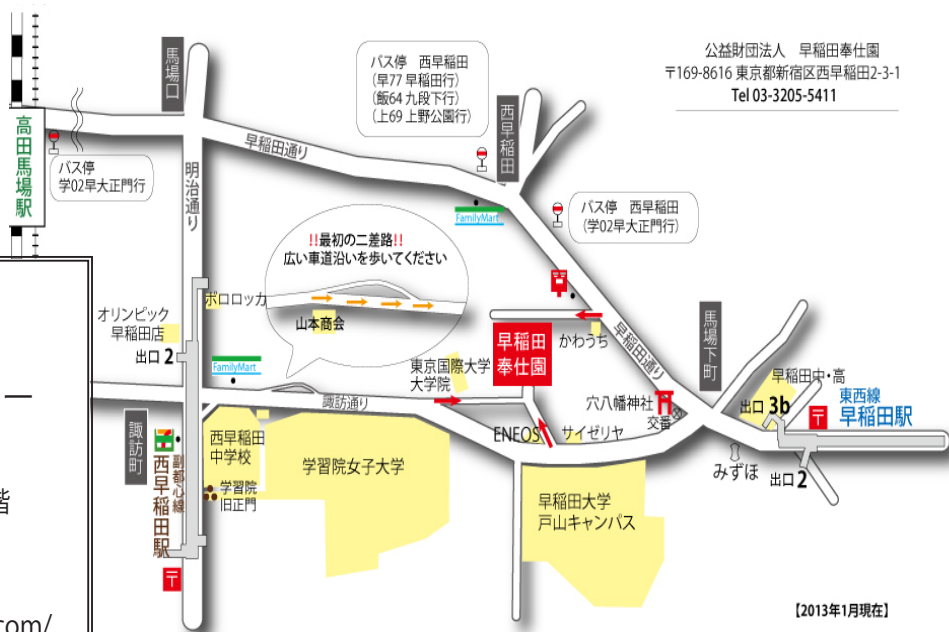 公益財団法人　早稲田奉仕園
〒169-8616 東京都新宿区西早稲田2-3-1
Tel 03-3205-5411
馬場口
バス停　西早稲田
(早77 早稲田行)
(飯64 九段下行)
(上69 上野公園行)
西早稲田
高田馬場駅
バス停
学02早大正門行
早稲田通り
明治通り
FamilyMart
バス停　西早稲田
(学02早大正門行)
!!最初の二差路!!
広い車道沿いを歩いてください
山本商会
ボロロッカ
オリンピック
早稲田店
出口 2
FamilyMart
早稲田
奉仕園
かわうち
早稲田通り
馬場下町
東京国際大学
大学院
諏訪通り
穴八幡神社
交番
早稲田中・高
出口 3b
〒
東西線
早稲田駅
みずほ
出口 2
ENEOS
サイゼリヤ
諏訪町
西早稲田
中学校
学習院女子大学
学習院
旧正門
副都心線
西早稲田駅
〒
早稲田大学
戸山キャンパス
ー
階
com/
【2013年1月現在】